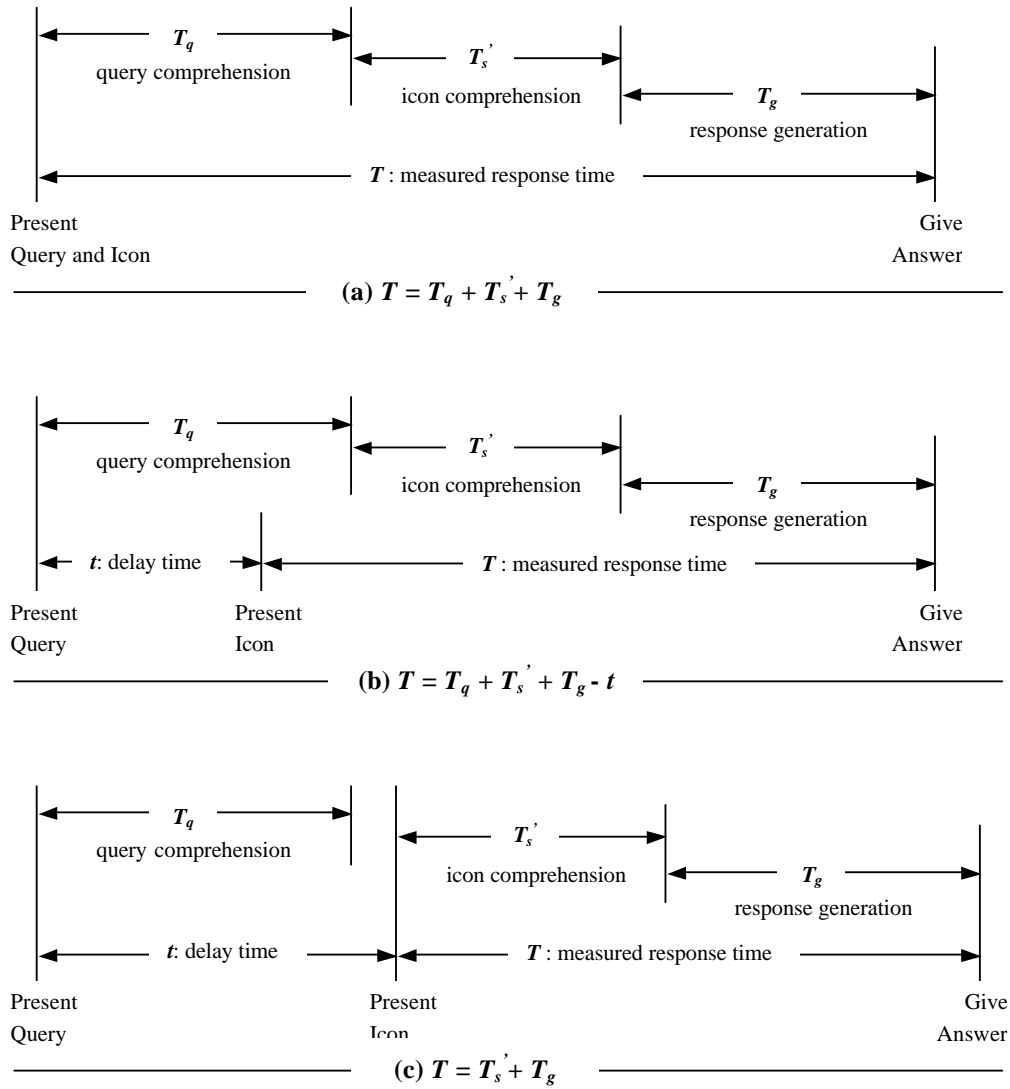 T_q
query comprehension
T_s’
icon comprehension
T_g
response generation
T : measured response time
Present
Query and Icon
Give
Answer
(a) T = T_q + T_s’+ T_g
T_q
query comprehension
T_s’
icon comprehension
T_g
response generation
t: delay time
T : measured response time
Present
Query
Present
Icon
Give
Answer
(b) T = T_q + T_s’ + T_g - t
T_q
query comprehension
T_s’
icon comprehension
T_g
response generation
t: delay time
T : measured response time
Present
Query
Present
Icon
Give
Answer
(c) T = T_s’+ T_g